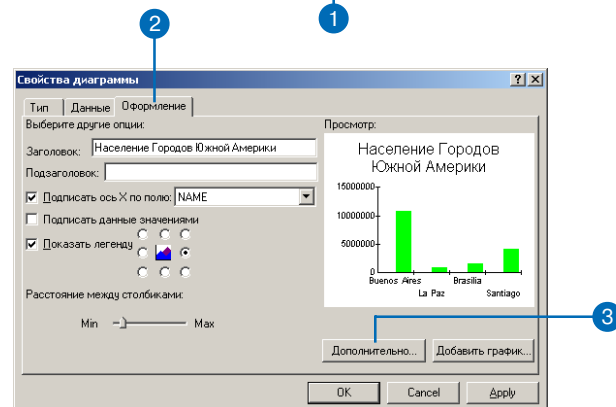 1
2
Свойства диаграммы
Тип Данные Оформление
Выберите другие опции:
Заголовок: Население Городов Южной Америки
Подзаголовок:
Подписать ось X по полю: NAME
Подписать данные значениями
Показать легенду
Расстояние между столбиками:
Min Max
Просмотр:
Население Городов
Южной Америки
15000000
10000000
5000000
0
Buenos Aires Brasilia
La Paz Santiago
3
Дополнительно... Добавить график...
OK Cancel Apply